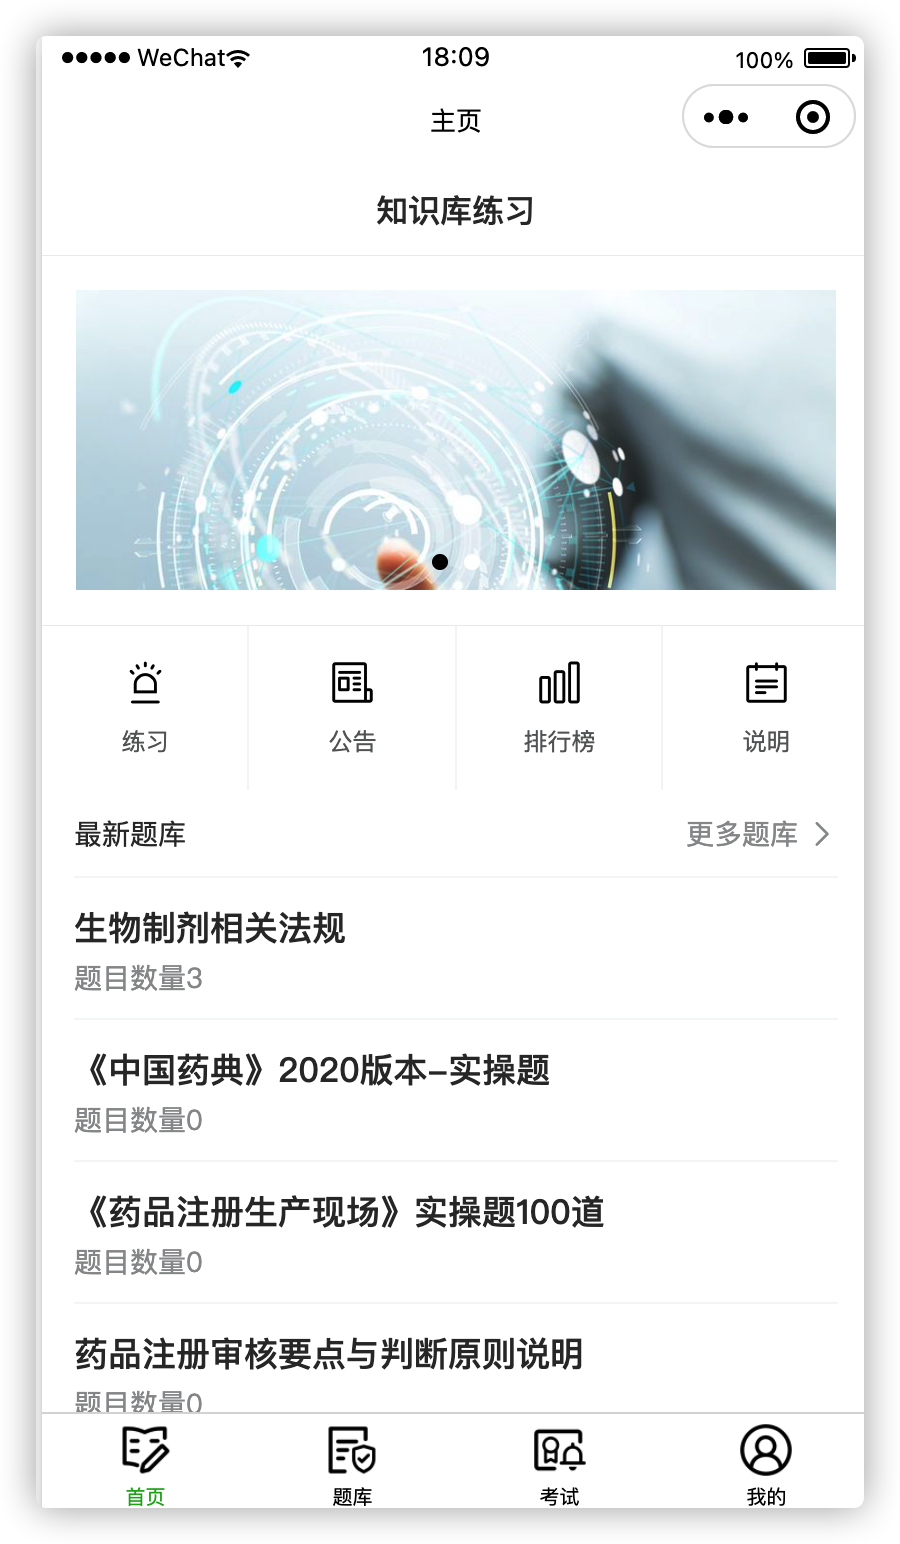 WeChat 18:09 100%
主页
知识库练习
练习 公告 排行榜 说明
最新题库 更多题库
生物制剂相关法规
题目数量3
《中国药典》2020版本-实操题
题目数量0
《药品注册生产现场》实操题100道
题目数量0
药品注册审核要点与判断原则说明
题目数量0
首页 题库 考试 我的